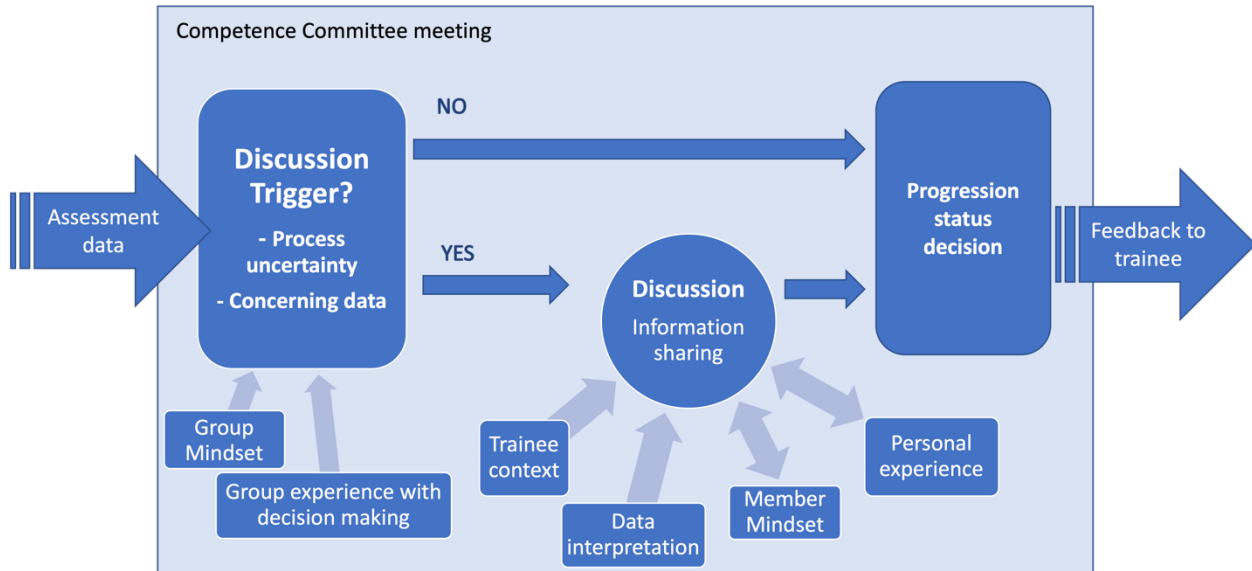 Competence Committee meeting
NO
Discussion
Trigger?
- Process
uncertainty
- Concerning data
Assessment
data
YES
Discussion
Information
sharing
Progression
status
decision
Feedback to
trainee
Group
Mindset
Group experience with
decision making
Trainee
context
Data
interpretation
Member
Mindset
Personal
experience